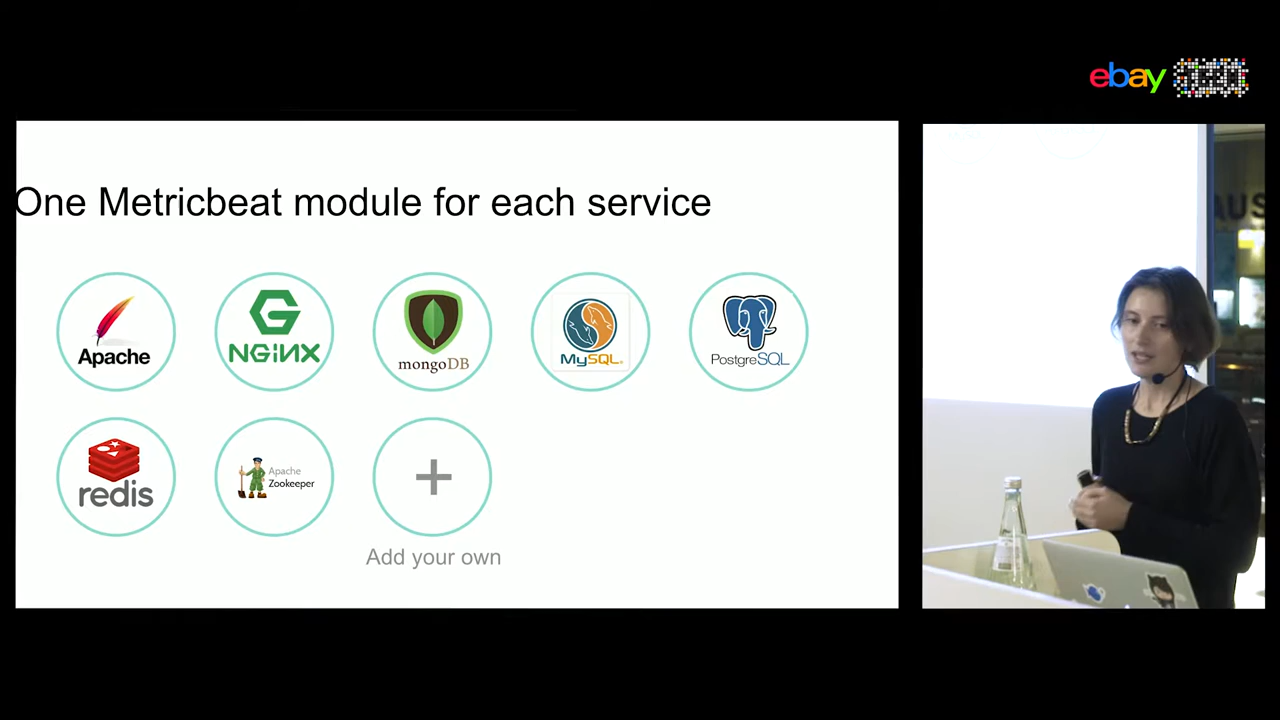 ebay
One Metricbeat module for each service
Apache
NGiNX
mongoDB
MySQL®
PostgreSQL
redis
Apache
Zookeeper
+
Add your own